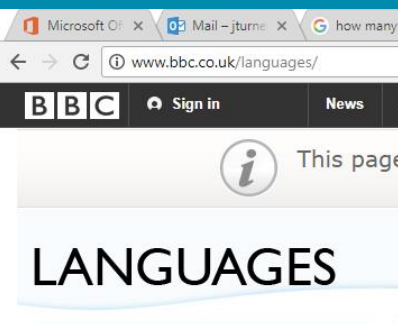 Microsoft Of Mail – jturne how many
www.bbc.co.uk/languages/
BBC Sign in News
This page
LANGUAGES